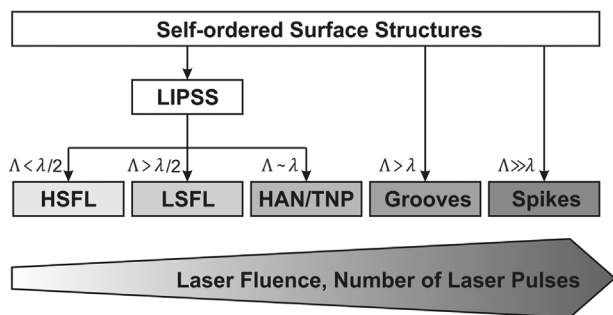 Self-ordered Surface Structures
LIPSS
Λ < λ/2
Λ > λ/2
Λ ~ λ
Λ > λ
Λ ≫ λ
HSFL
LSFL
HAN/TNP
Grooves
Spikes
Laser Fluence, Number of Laser Pulses